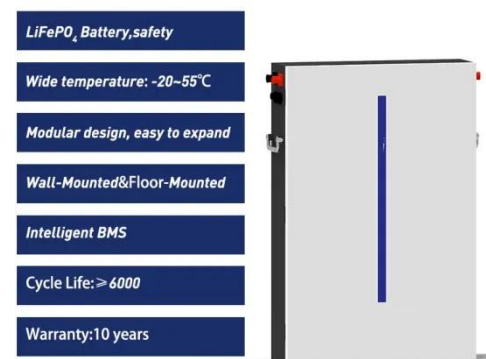 LiFePO₄ Battery,safety
Wide temperature: -20~55℃
Modular design, easy to expand
Wall-Mounted&Floor-Mounted
Intelligent BMS
Cycle Life:≥6000
Warranty:10 years